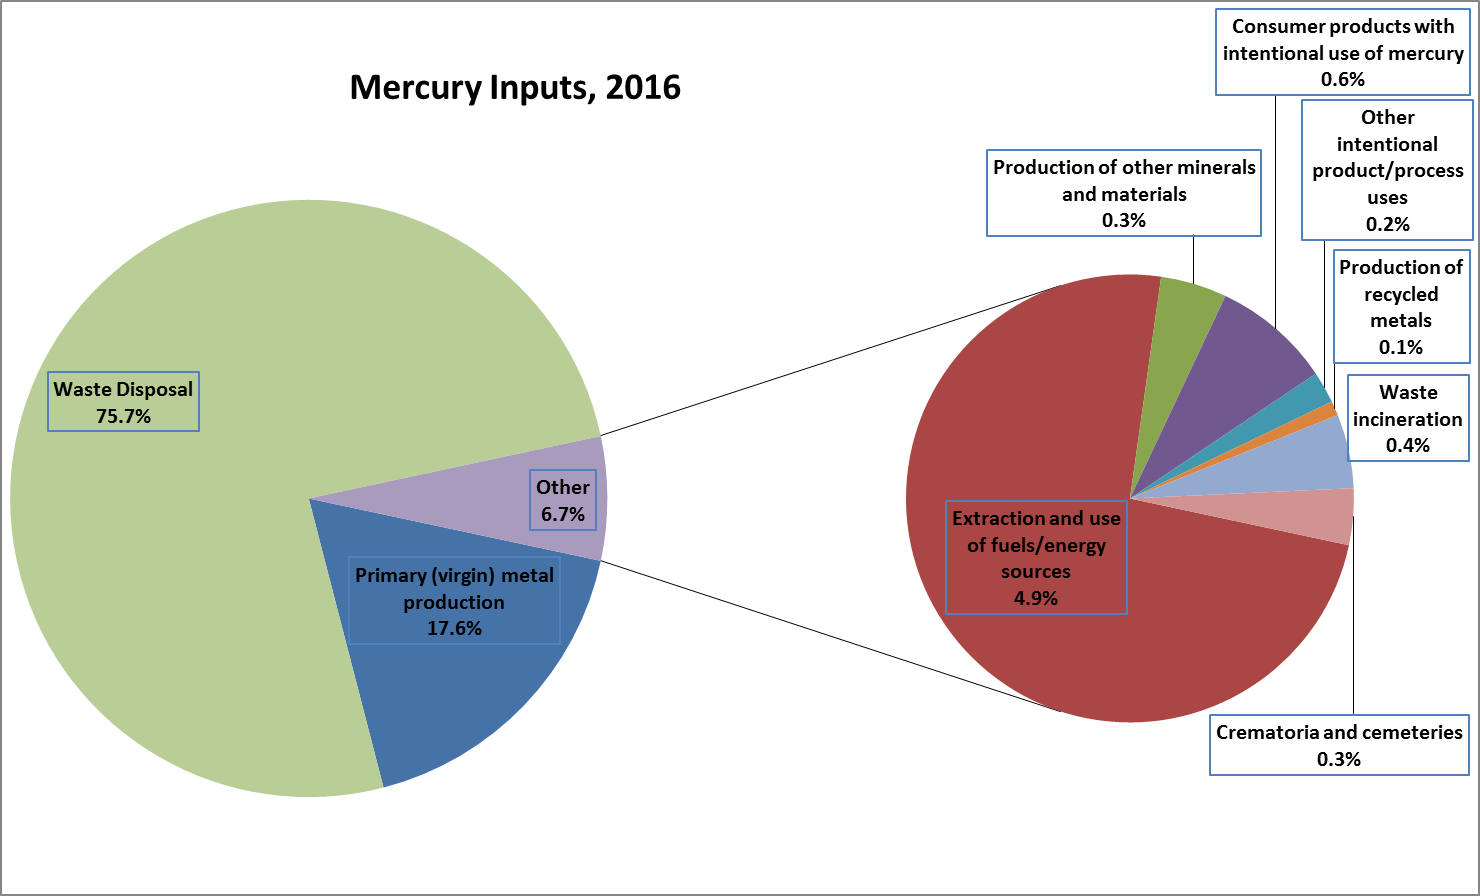 Mercury Inputs, 2016
Waste Disposal
75.7%
Other
6.7%
Primary (virgin) metal
production
17.6%
Production of other minerals
and materials
0.3%
Consumer products with
intentional use of mercury
0.6%
Other
intentional
product/process
uses
0.2%
Production of
recycled
metals
0.1%
Waste
incineration
0.4%
Extraction and use
of fuels/energy
sources
4.9%
Crematoria and cemeteries
0.3%